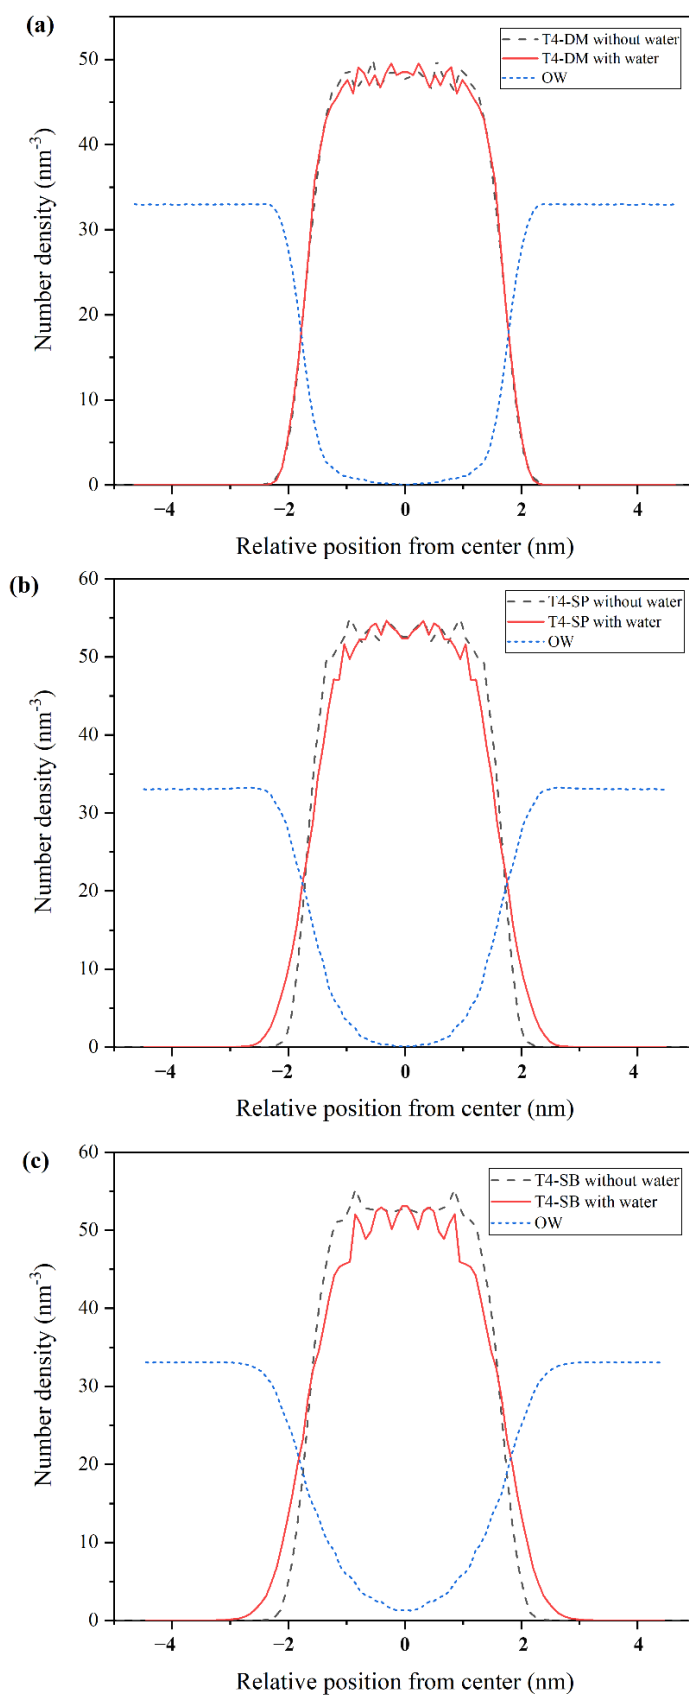 (a)
T4-DM without water
T4-DM with water
OW
50
40
30
20
10
0
Number density (nm⁻³)
−4 −2 0 2 4
Relative position from center (nm)
(b)
T4-SP without water
T4-SP with water
OW
60
50
40
30
20
10
0
Number density (nm⁻³)
−4 −2 0 2 4
Relative position from center (nm)
(c)
T4-SB without water
T4-SB with water
OW
60
50
40
30
20
10
0
Number density (nm⁻³)
−4 −2 0 2 4
Relative position from center (nm)